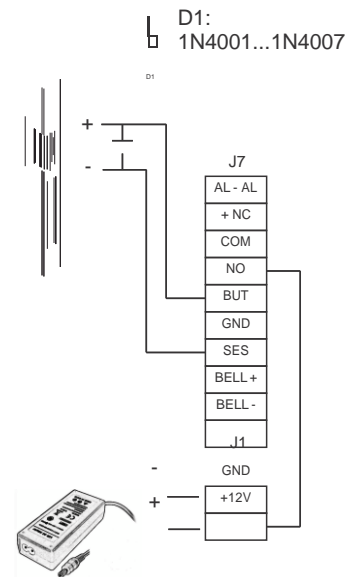 D1:
1N4001...1N4007
D1
+
-
J7
AL - AL
+ NC
COM
NO
BUT
GND
SES
BELL +
BELL -
J1
-
GND
+
+12V